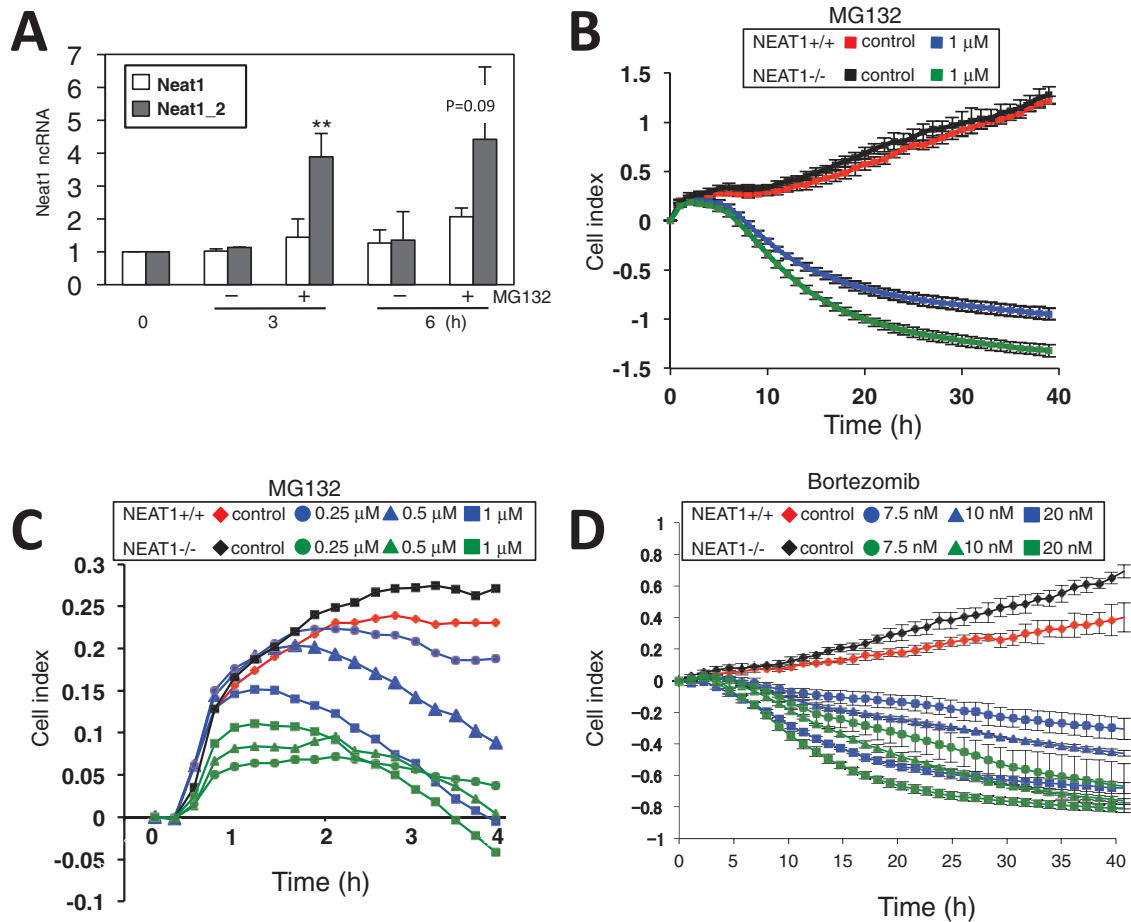 A
7
6
5
4
3
2
1
0
Neat1 ncRNA
Neat1
Neat1_2
**
P=0.09
− + − + MG132
0 3 6 (h)
B
MG132
NEAT1+/+ control 1 µM
NEAT1-/- control 1 µM
1.5
1
0.5
0
-0.5
-1
-1.5
Cell index
0 10 20 30 40
Time (h)
C
MG132
NEAT1+/+ control 0.25 µM 0.5 µM 1 µM
NEAT1-/- control 0.25 µM 0.5 µM 1 µM
0.3
0.25
0.2
0.15
0.1
0.05
0
-0.05
-0.1
Cell index
0 1 2 3 4
Time (h)
D
Bortezomib
NEAT1+/+ control 7.5 nM 10 nM 20 nM
NEAT1-/- control 7.5 nM 10 nM 20 nM
1
0.8
0.6
0.4
0.2
0
−0.2
−0.4
−0.6
−0.8
−1
Cell index
0 5 10 15 20 25 30 35 40
Time (h)